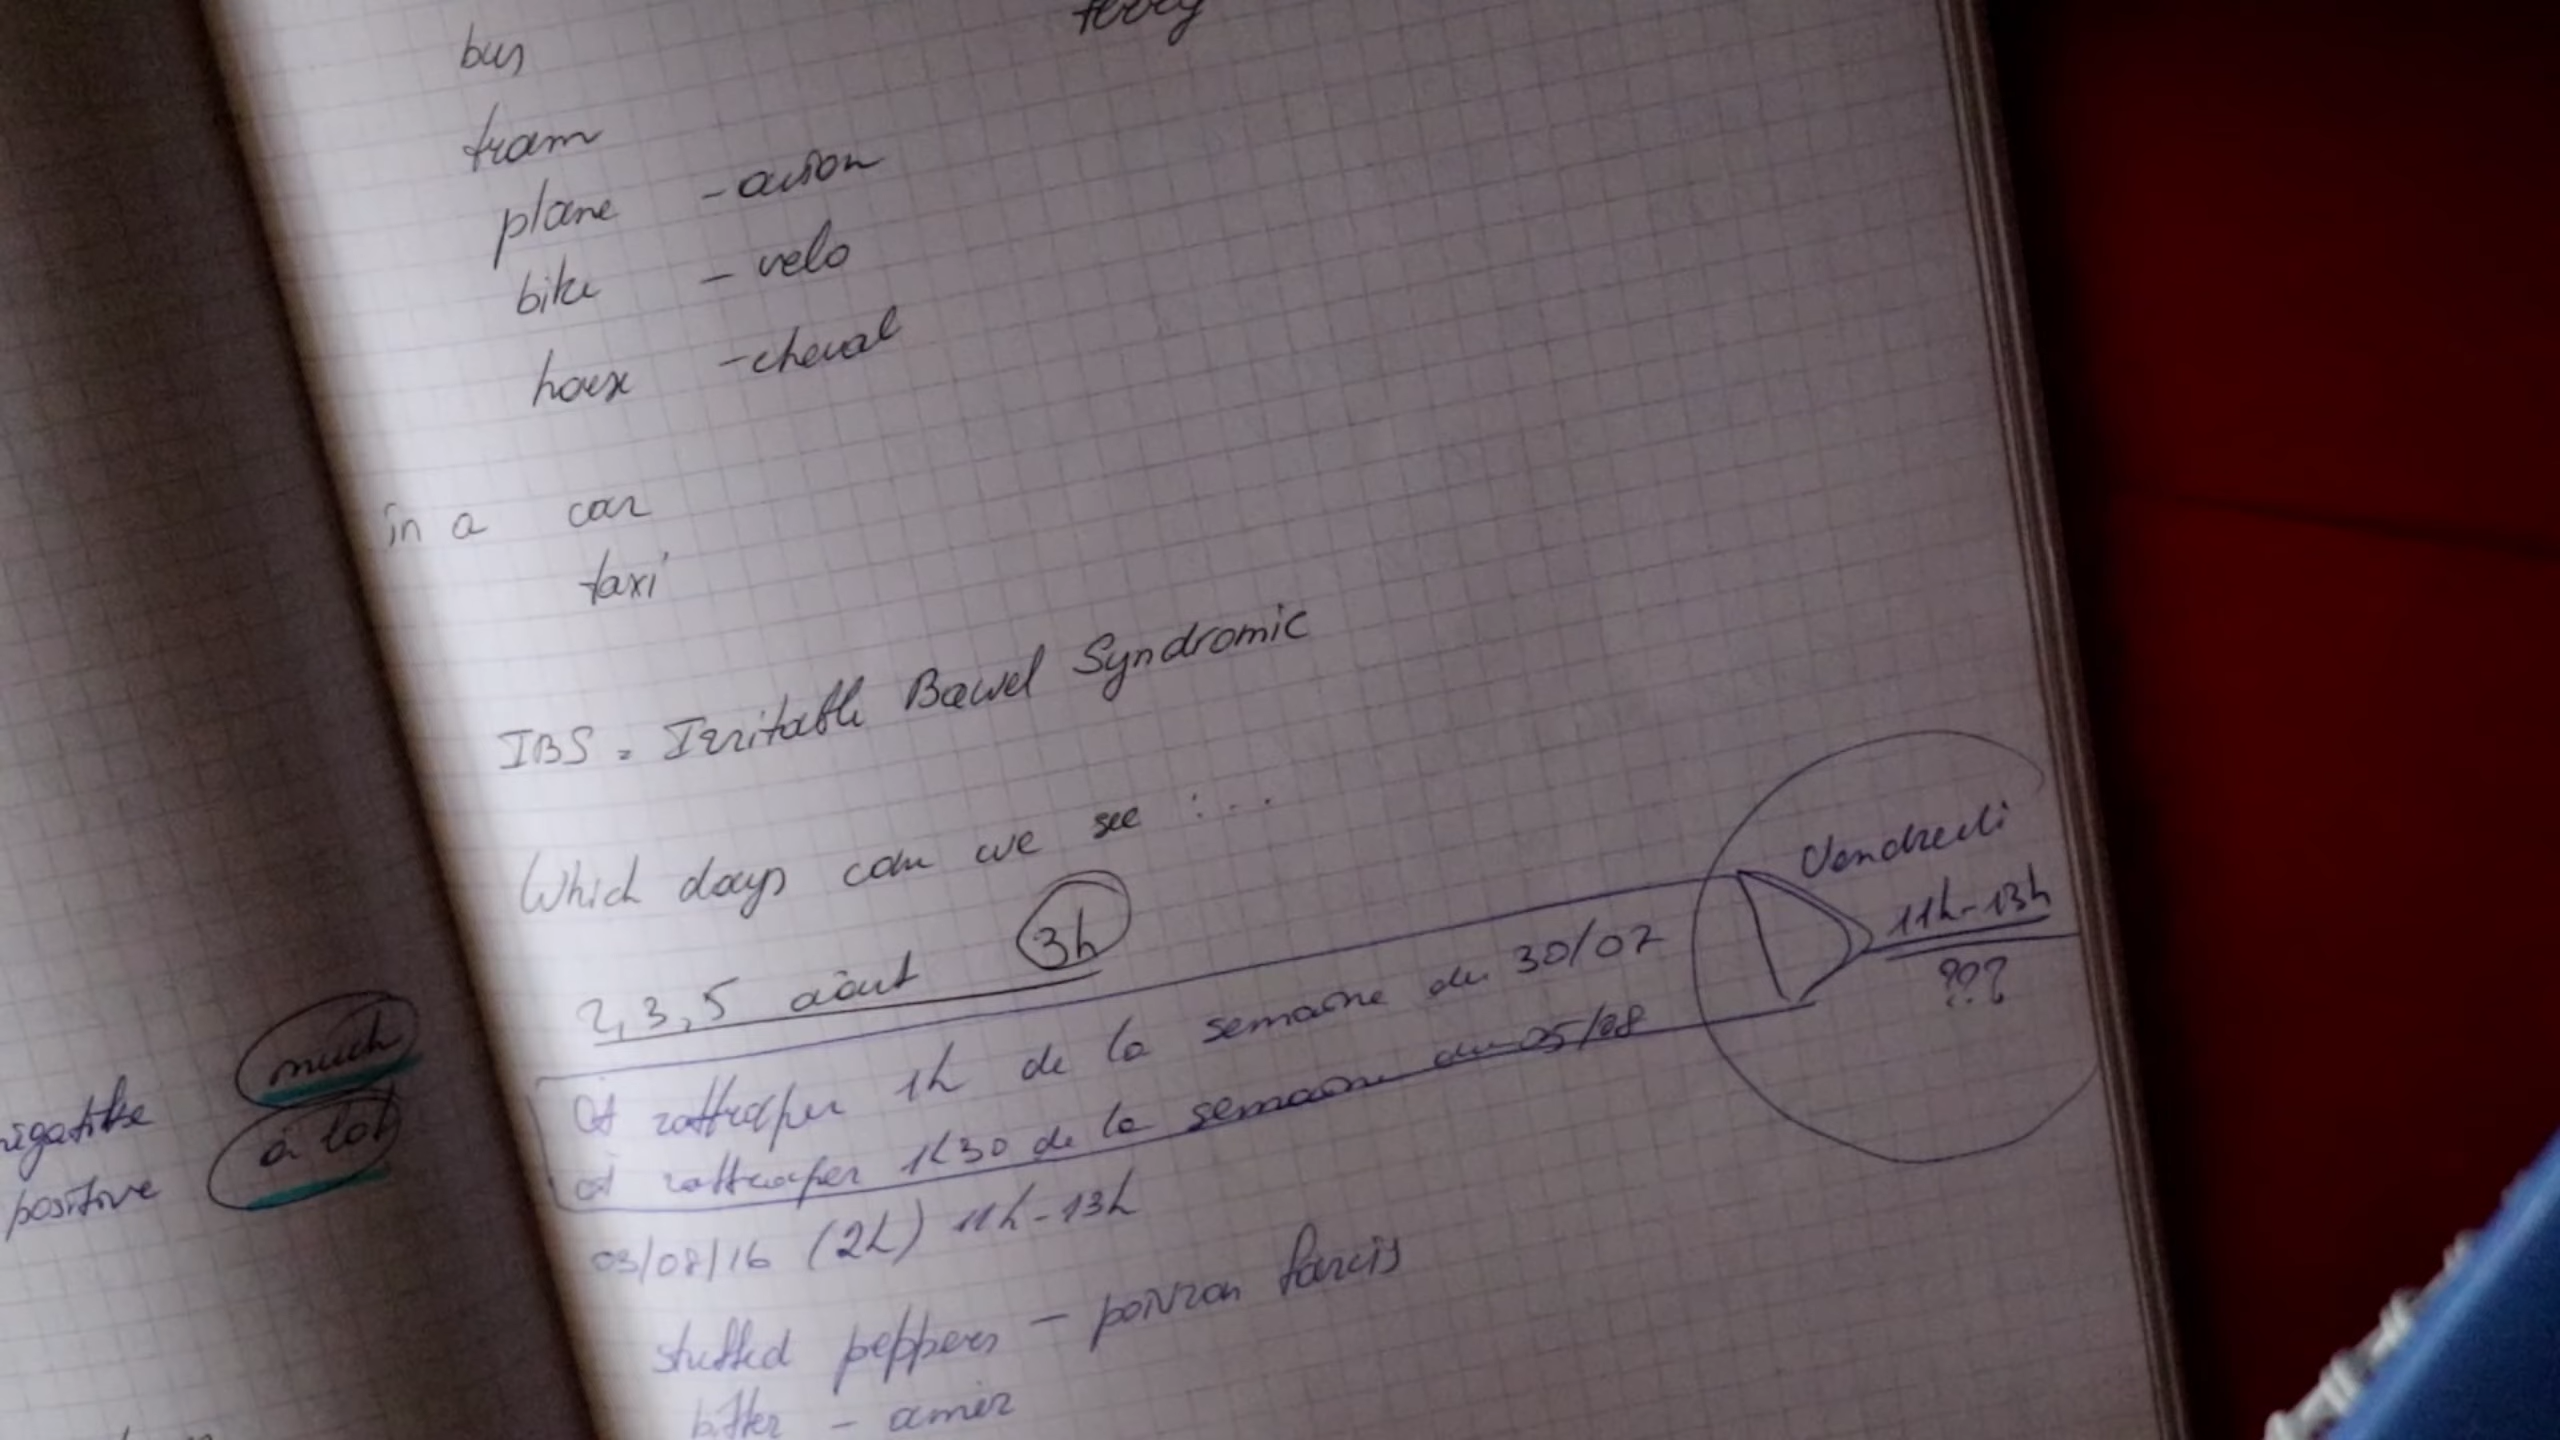 bus
tram
plane - avion
bike - velo
horse - cheval
in a car
taxi
IBS = Irritable Bowel Syndromic
Which days can we see : ...
2, 3, 5 août 3h
Vendredi
11h-13h
???
à rattraper 1h de la semaine du 30/07
à rattraper 1h30 de la semaine du 05/08
03/08/16 (2h) 11h-13h
stuffed peppers - poivron farcis
bitter - amer
much
a lot
positive